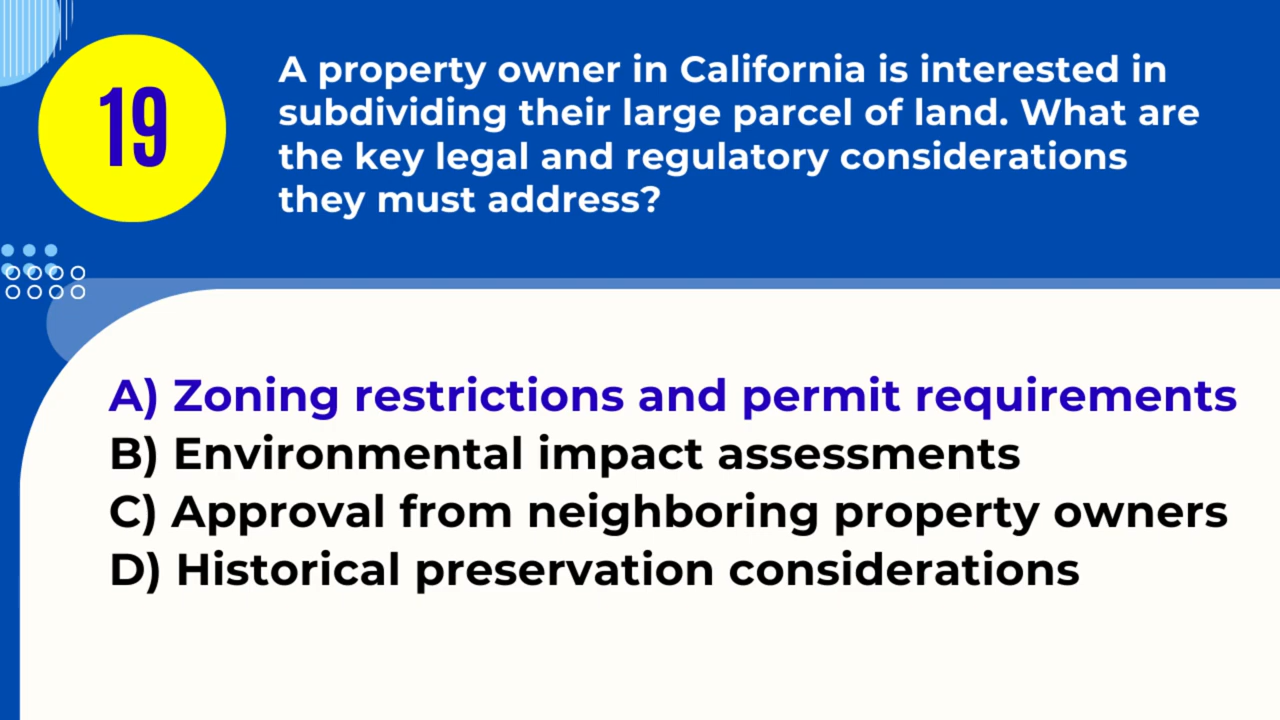 19
A property owner in California is interested in
subdividing their large parcel of land. What are
the key legal and regulatory considerations
they must address?
A) Zoning restrictions and permit requirements
B) Environmental impact assessments
C) Approval from neighboring property owners
D) Historical preservation considerations